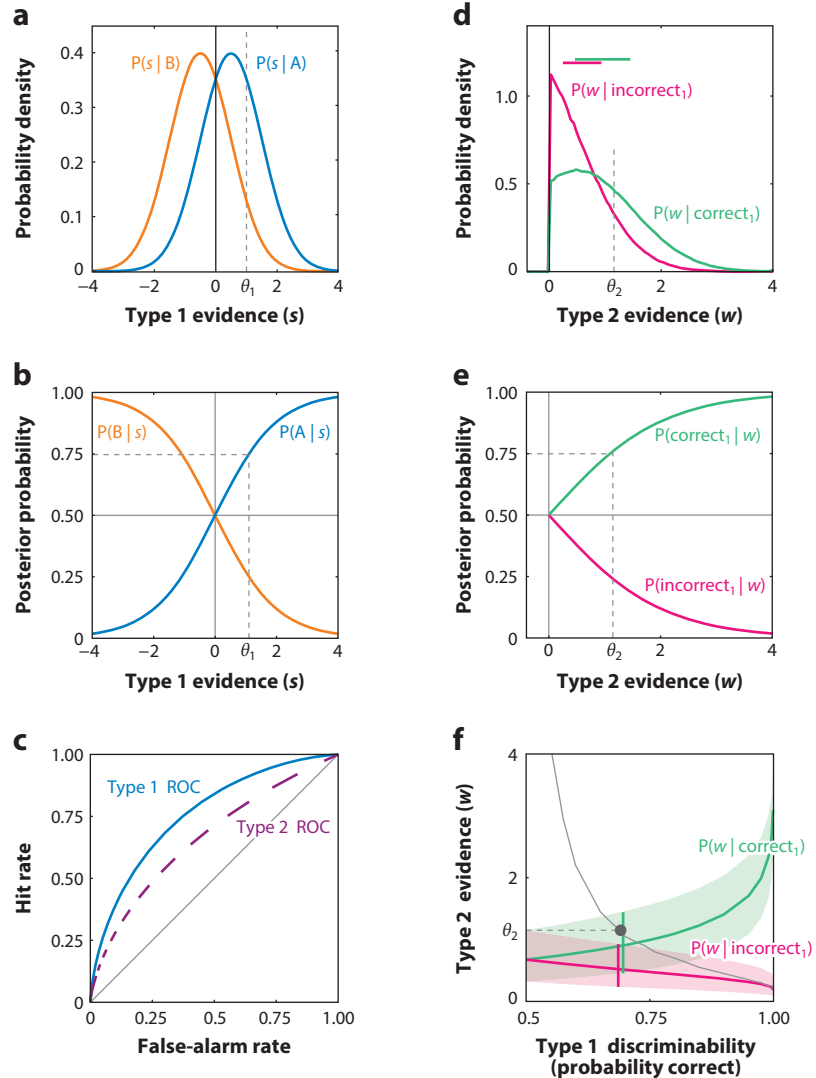 a
0.4
0.3
0.2
0.1
0
−4
−2
0
θ1
2
4
Probability density
Type 1 evidence (s)
P(s | B)
P(s | A)
d
1.0
0.5
0
0
θ2
2
4
Probability density
Type 2 evidence (w)
P(w | incorrect1)
P(w | correct1)
b
1.00
0.75
0.50
0.25
0
−4
−2
0
θ1
2
4
Posterior probability
Type 1 evidence (s)
P(B | s)
P(A | s)
e
1.00
0.75
0.50
0.25
0
0
θ2
2
4
Posterior probability
Type 2 evidence (w)
P(correct1 | w)
P(incorrect1 | w)
c
1.00
0.75
0.50
0.25
0
0
0.25
0.50
0.75
1.00
Hit rate
False-alarm rate
Type 1 ROC
Type 2 ROC
f
4
2
θ2
0
0.5
0.75
1.00
Type 2 evidence (w)
Type 1 discriminability
(probability correct)
P(w | correct1)
P(w | incorrect1)